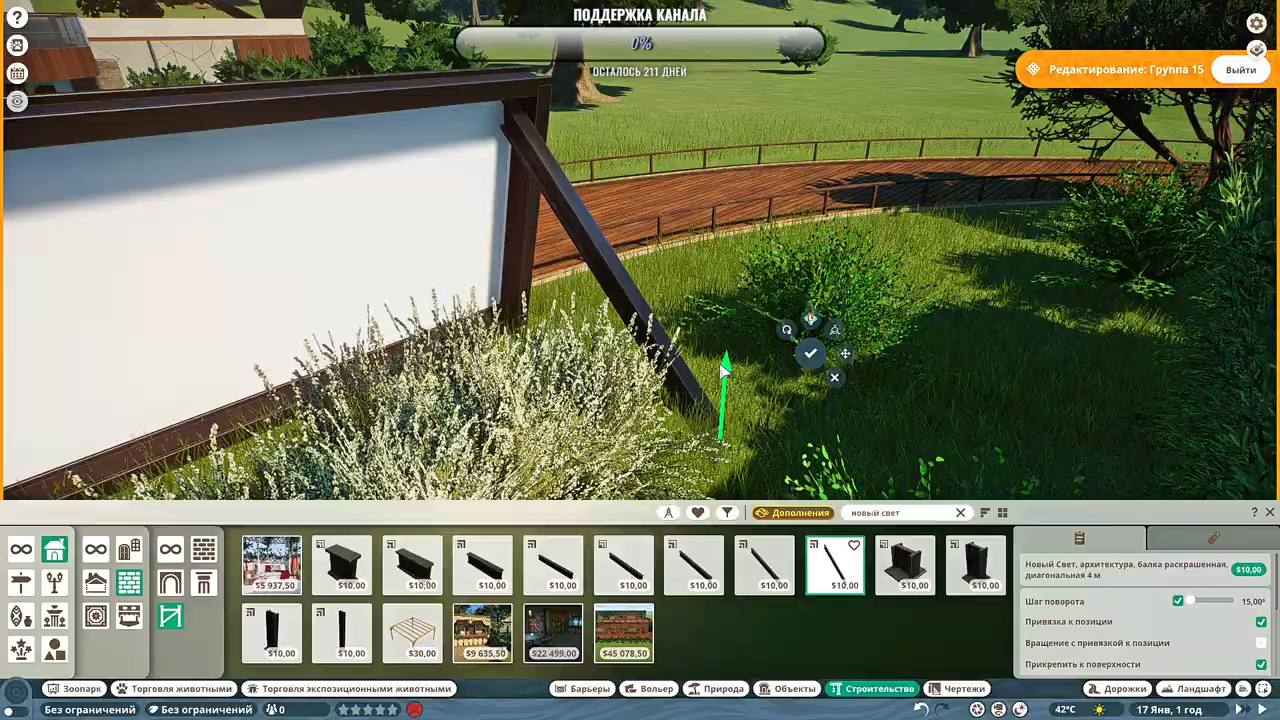 ПОДДЕРЖКА КАНАЛА
0%
ОСТАЛОСЬ 211 ДНЕЙ
Редактирование: Группа 15
Выйти
Дополнения
новый свет
$5 937,50
$10,00
$10,00
$10,00
$10,00
$10,00
$10,00
$10,00
$10,00
$10,00
$10,00
$10,00
$10,00
$30,00
$9 635,50
$22 499,00
$45 078,50
Новый Свет, архитектура, балка раскрашенная, диагональная 4 м
$10,00
Шаг поворота
15,00°
Привязка к позиции
Вращение с привязкой к позиции
Прикрепить к поверхности
Зоопарк
Торговля животными
Торговля экспозиционными животными
Барьеры
Вольер
Природа
Объекты
Строительство
Чертежи
Дорожки
Ландшафт
Без ограничений
Без ограничений
0
42°C
17 Янв, 1 год